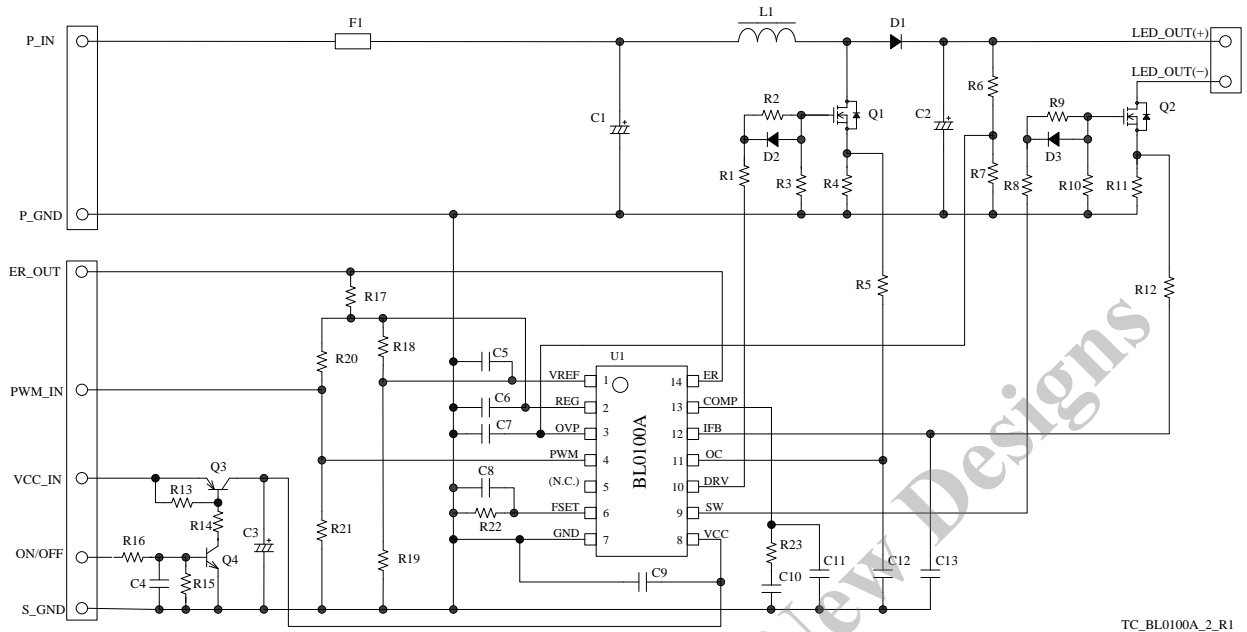 L1
F1
D1
P_IN
LED_OUT(+)
R6
LED_OUT(−)
R2
R9
Q1
C2
Q2
C1
D2
D3
R1
R3
R4
R7
R8
R10
R11
P_GND
ER_OUT
R5
R12
R17
R18
R20
C5
U1
VREF
1
14
ER
PWM_IN
C6
REG
2
13
COMP
C7
OVP
3
12
IFB
BL0100A
PWM
4
11
OC
Q3
C8
VCC_IN
(N.C.)
5
10
DRV
R13
R14
FSET
6
9
SW
R22
R21
GND
7
8
VCC
R16
C3
ON/OFF
Q4
R19
R23
C11
C12
C13
C4
R15
C9
C10
S_GND
New Designs
TC_BL0100A_2_R1